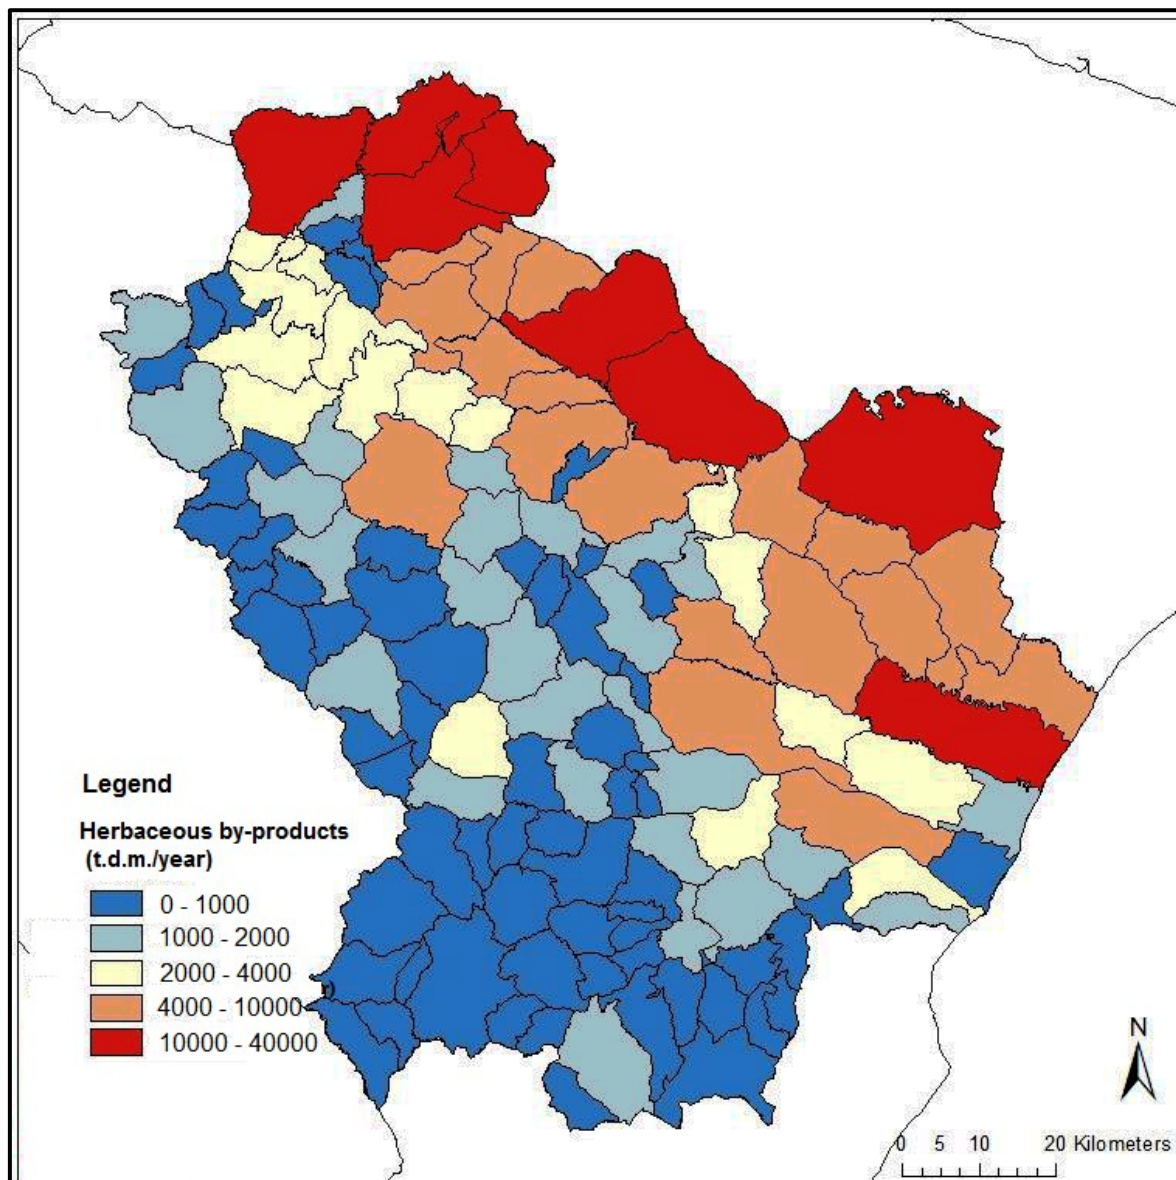 Legend
Herbaceous by-products
(t.d.m./year)
0 - 1000
1000 - 2000
2000 - 4000
r)
4000 - 10000
10000 - 40000
N
0 5 10 20 Kilometers